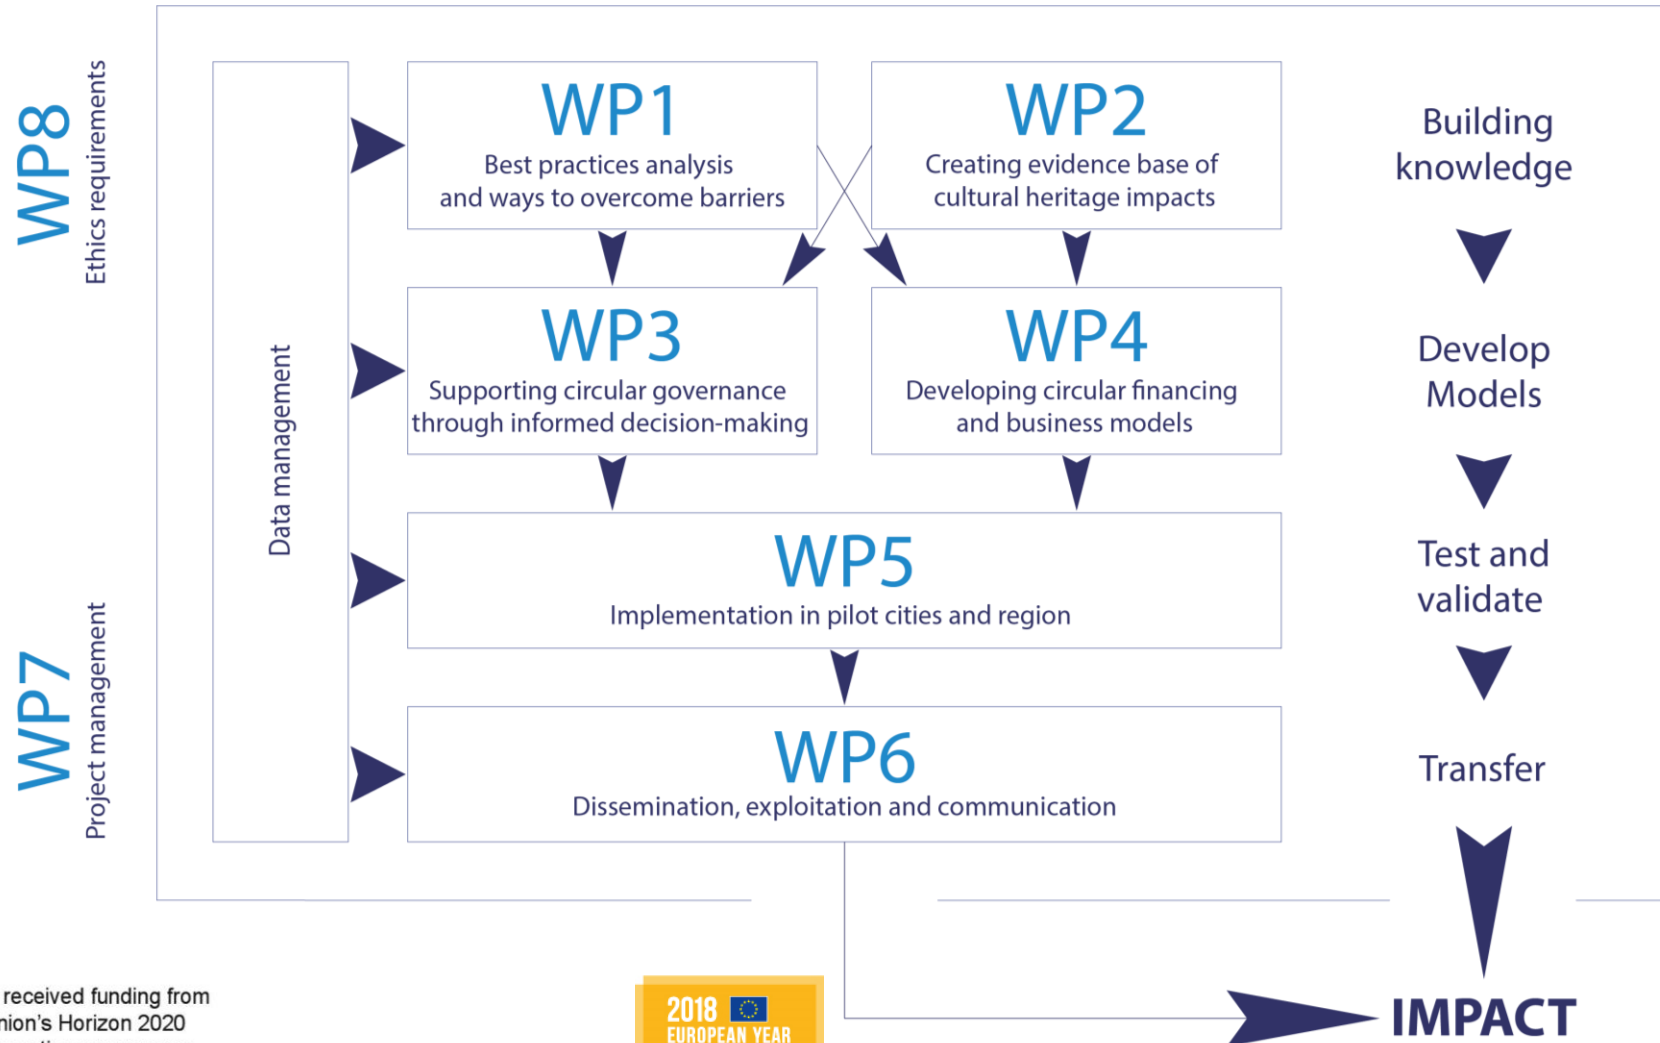 WP8
Ethics requirements
WP7
Project management
Data management
WP1
Best practices analysis
and ways to overcome barriers
WP2
Creating evidence base of
cultural heritage impacts
Building
knowledge
WP3
Supporting circular governance
through informed decision-making
WP4
Developing circular financing
and business models
Develop
Models
WP5
Implementation in pilot cities and region
Test and
validate
WP6
Dissemination, exploitation and communication
Transfer
IMPACT
received funding from
nion's Horizon 2020
2018
EUROPEAN YEAR